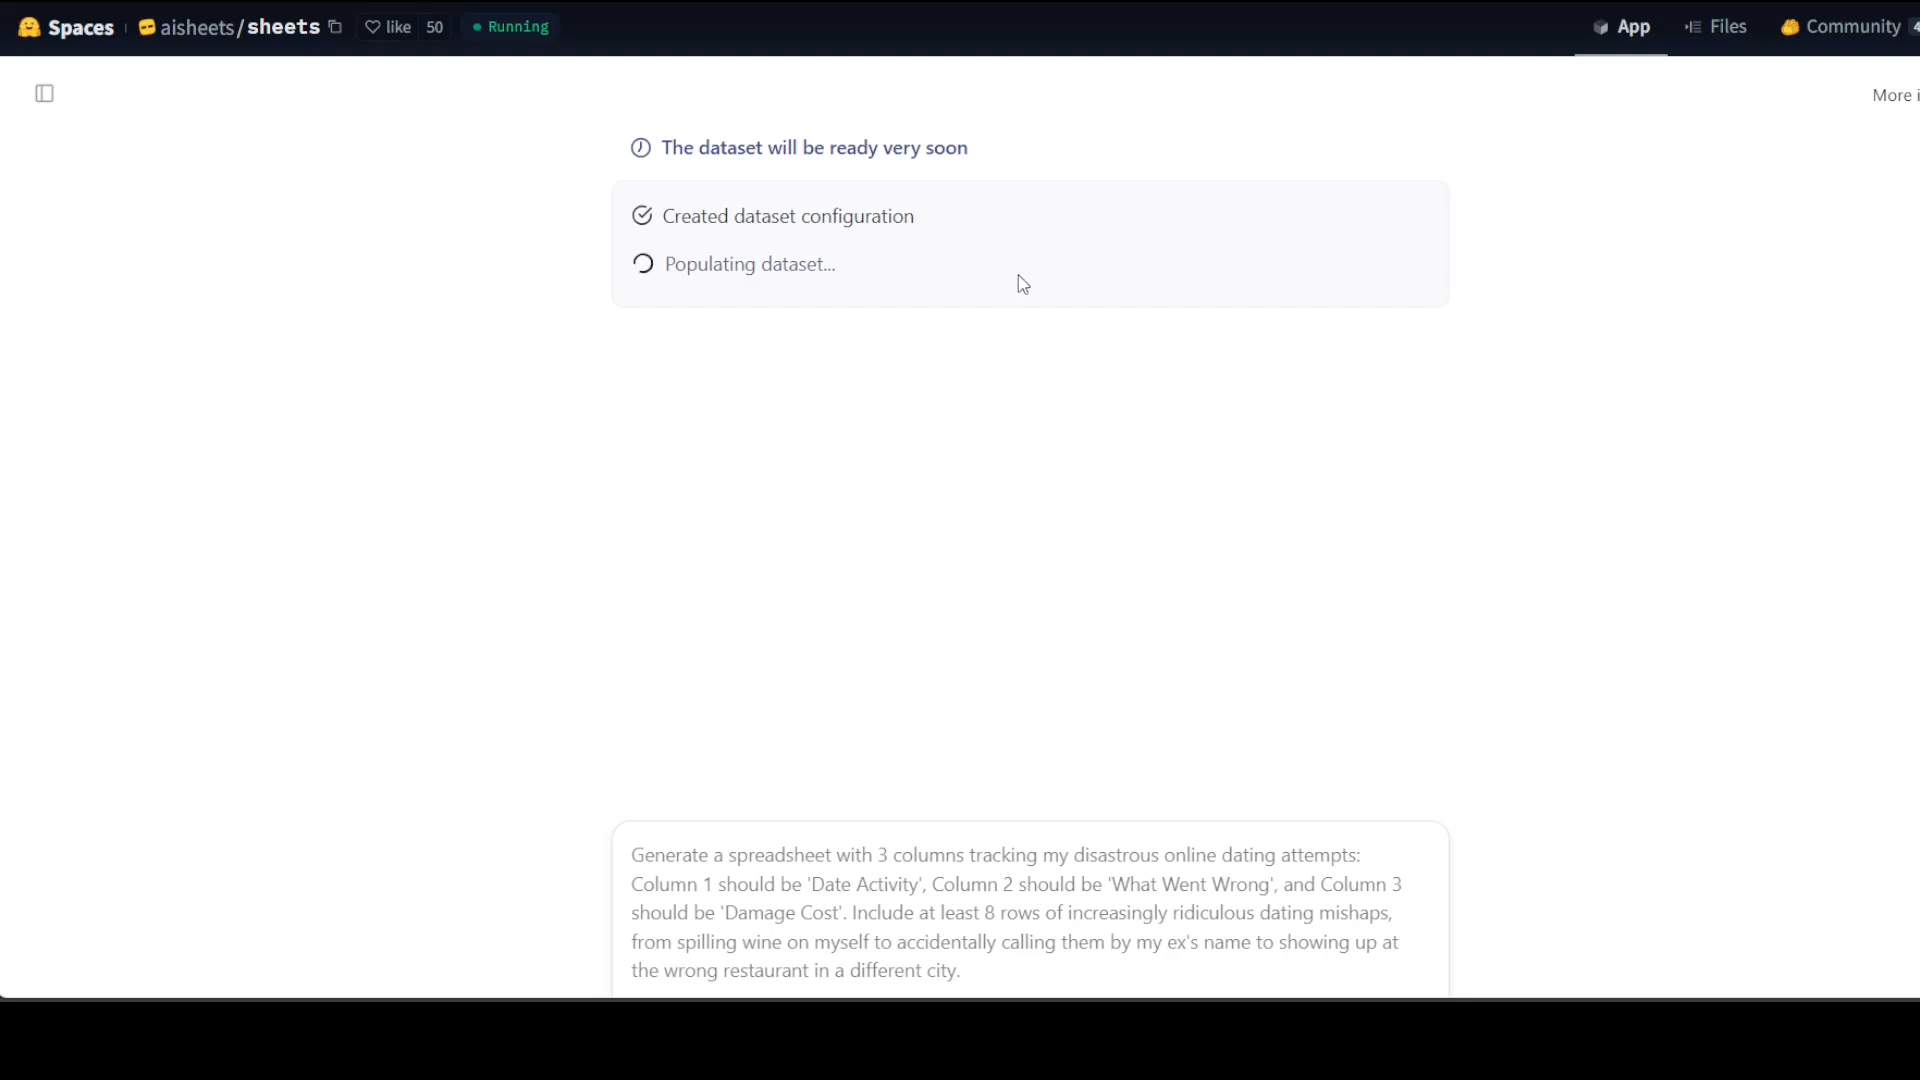 Spaces aisheets/sheets like 50 Running App Files Community
More
The dataset will be ready very soon
Created dataset configuration
Populating dataset...
Generate a spreadsheet with 3 columns tracking my disastrous online dating attempts:
Column 1 should be 'Date Activity', Column 2 should be 'What Went Wrong', and Column 3
should be 'Damage Cost'. Include at least 8 rows of increasingly ridiculous dating mishaps,
from spilling wine on myself to accidentally calling them by my ex's name to showing up at
the wrong restaurant in a different city.